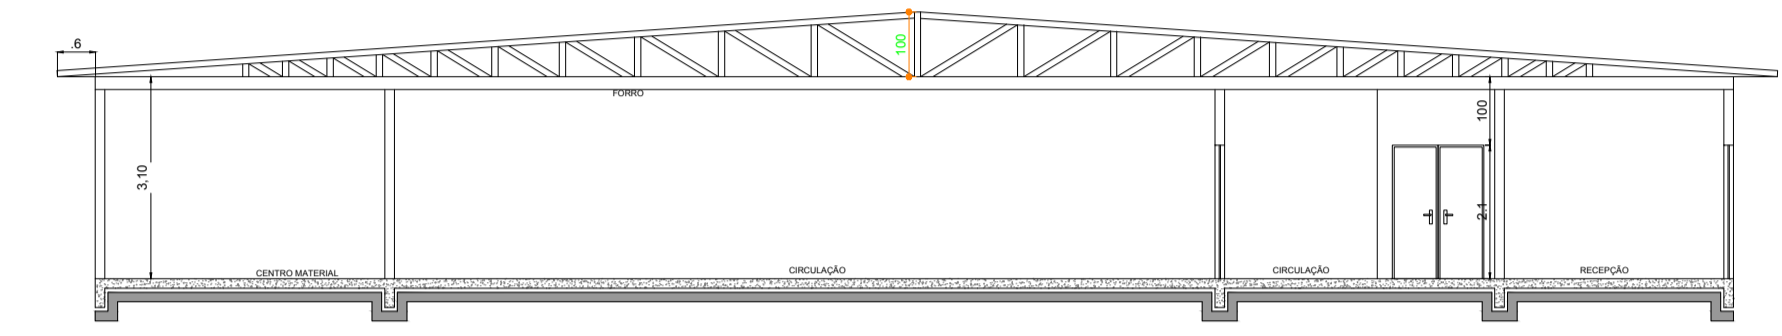 .6
100
FORRO
100
3,10
2.1
CENTRO MATERIAL
CIRCULAÇÃO
CIRCULAÇÃO
RECEPÇÃO